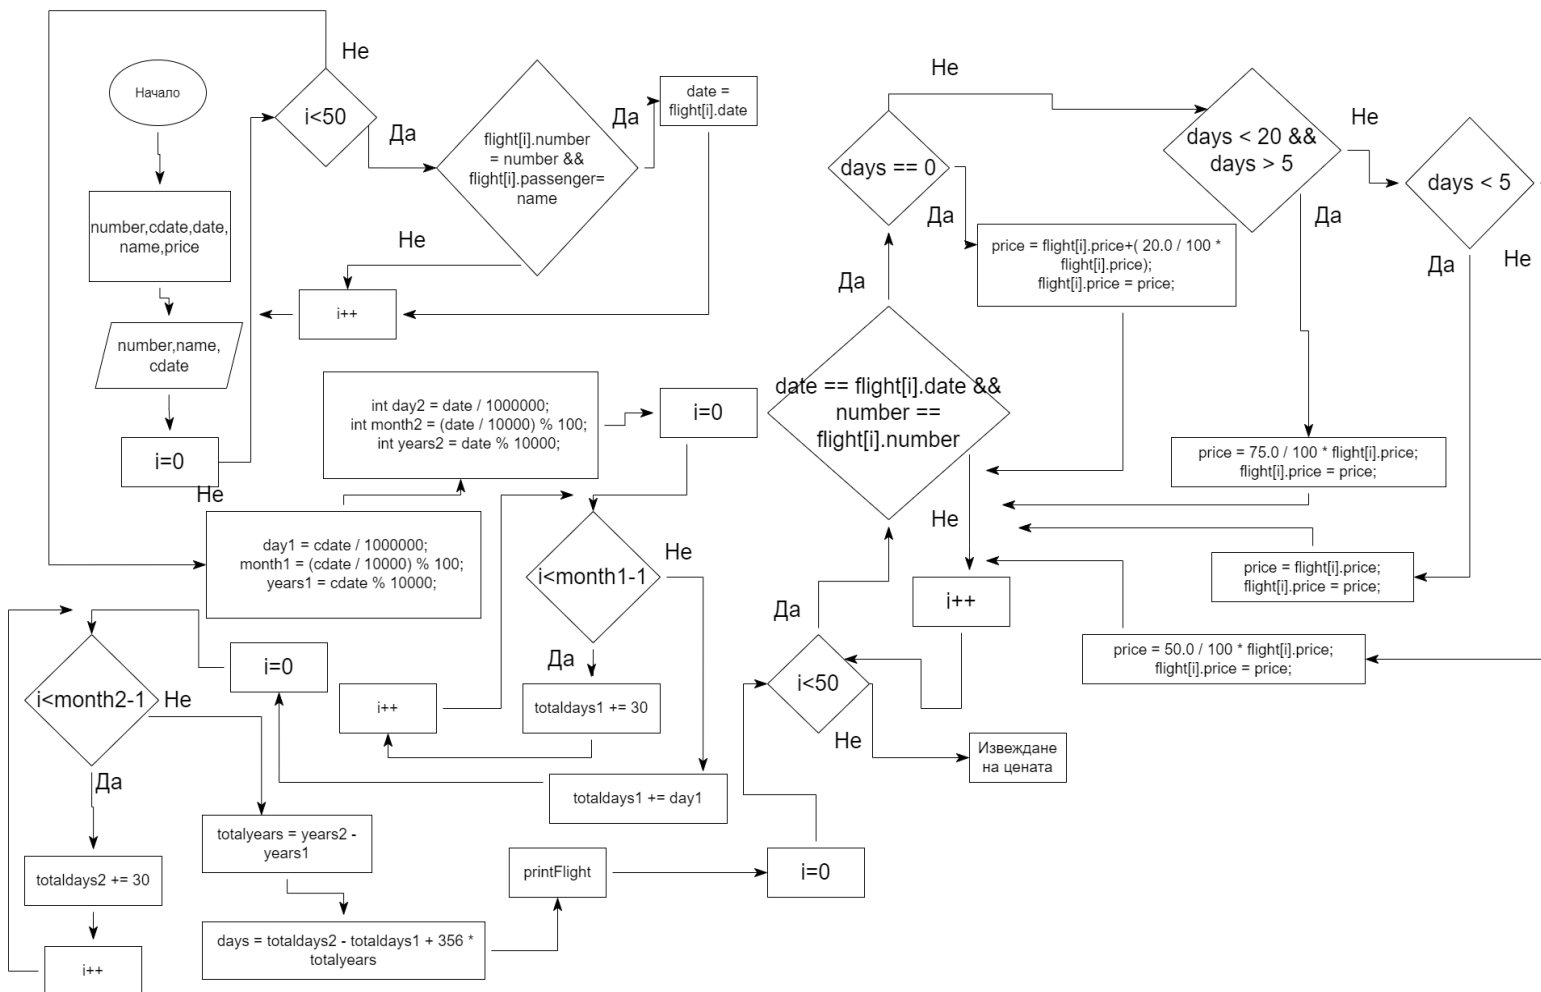 Начало
number,cdate,date,
name,price
number,name,
cdate
i=0
Не
i<50
Не
Да
flight[i].number
= number &&
flight[i].passenger=
name
Да
Не
date =
flight[i].date
i++
day1 = cdate / 1000000;
month1 = (cdate / 10000) % 100;
years1 = cdate % 10000;
int day2 = date / 1000000;
int month2 = (date / 10000) % 100;
int years2 = date % 10000;
i=0
i<month1-1
Не
Да
totaldays1 += 30
i++
totaldays1 += day1
i=0
i<month2-1
Не
Да
totaldays2 += 30
i++
totalyears = years2 -
years1
days = totaldays2 - totaldays1 + 356 *
totalyears
printFlight
i=0
i<50
Да
Не
Извеждане
на цената
date == flight[i].date &&
number ==
flight[i].number
Да
Не
i++
days == 0
Не
Да
price = flight[i].price+( 20.0 / 100 *
flight[i].price);
flight[i].price = price;
days < 20 &&
days > 5
Не
Да
price = 75.0 / 100 * flight[i].price;
flight[i].price = price;
days < 5
Да
Не
price = flight[i].price;
flight[i].price = price;
price = 50.0 / 100 * flight[i].price;
flight[i].price = price;